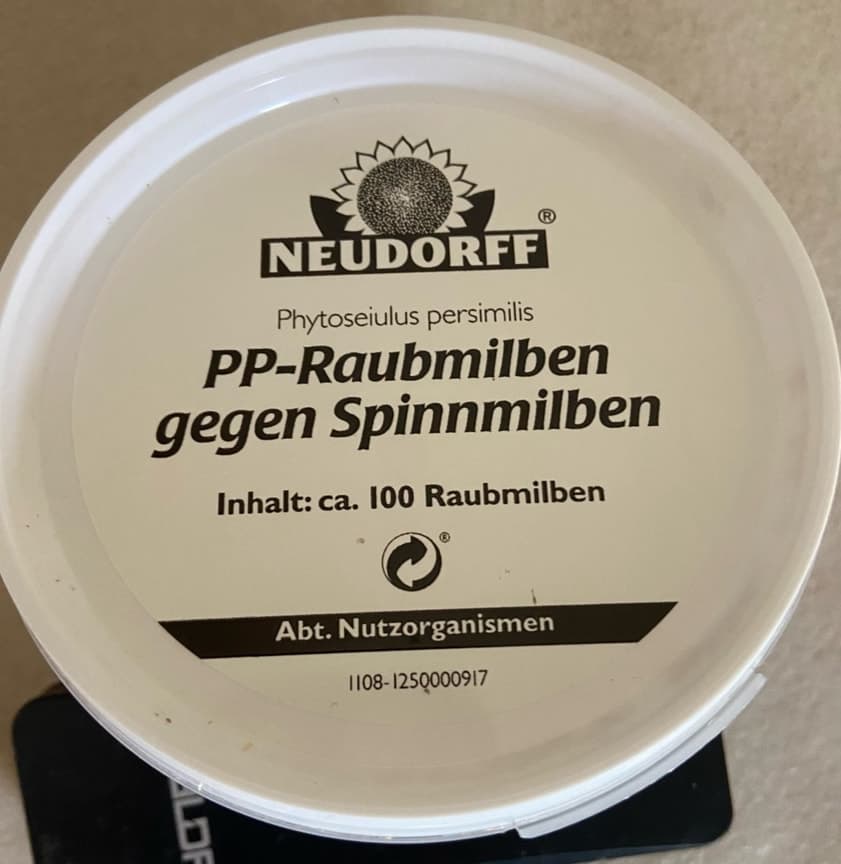 NEUDORFF®
Phytoseiulus persimilis
PP-Raubmilben
gegen Spinnmilben
Inhalt: ca. 100 Raubmilben
®
Abt. Nutzorganismen
1108-1250000917